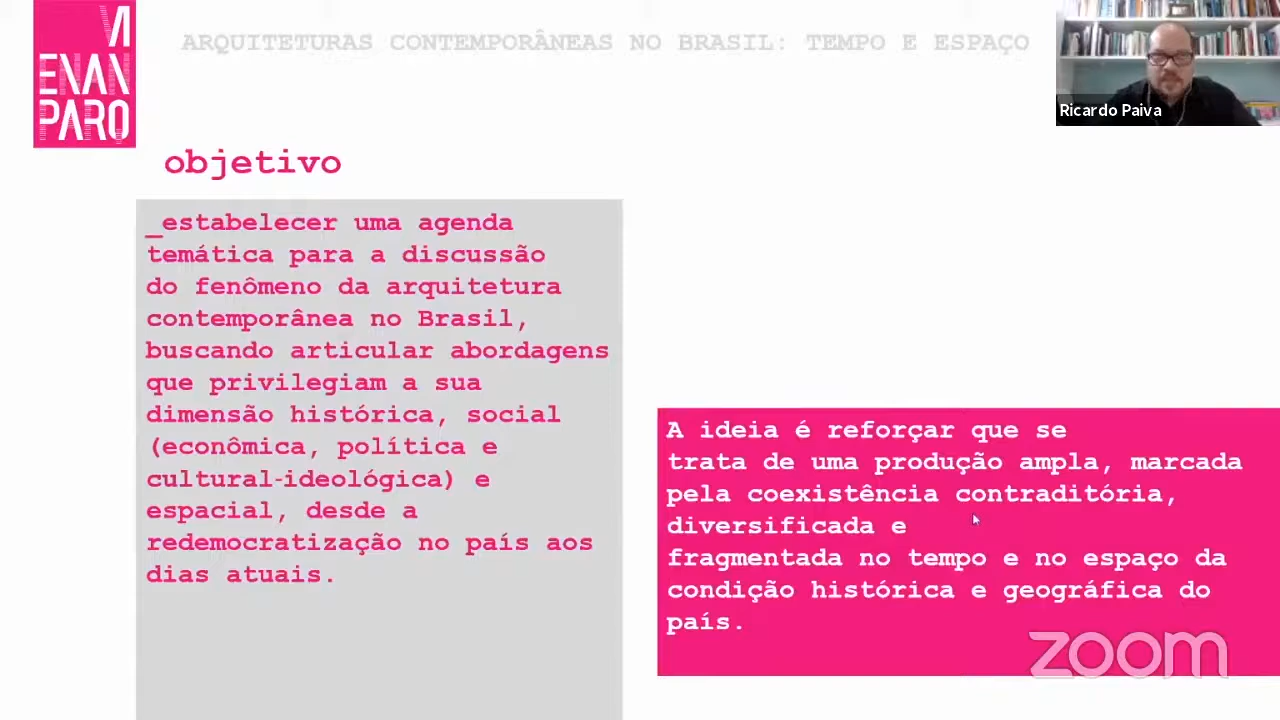 VI
ENAN
PARQ
ARQUITETURAS CONTEMPORÂNEAS NO BRASIL: TEMPO E ESPAÇO
Ricardo Paiva
objetivo
_estabelecer uma agenda
temática para a discussão
do fenômeno da arquitetura
contemporânea no Brasil,
buscando articular abordagens
que privilegiam a sua
dimensão histórica, social
(econômica, política e
cultural-ideológica) e
espacial, desde a
redemocratização no país aos
dias atuais.
A ideia é reforçar que se
trata de uma produção ampla, marcada
pela coexistência contraditória,
diversificada e
fragmentada no tempo e no espaço da
condição histórica e geográfica do
país.
zoom